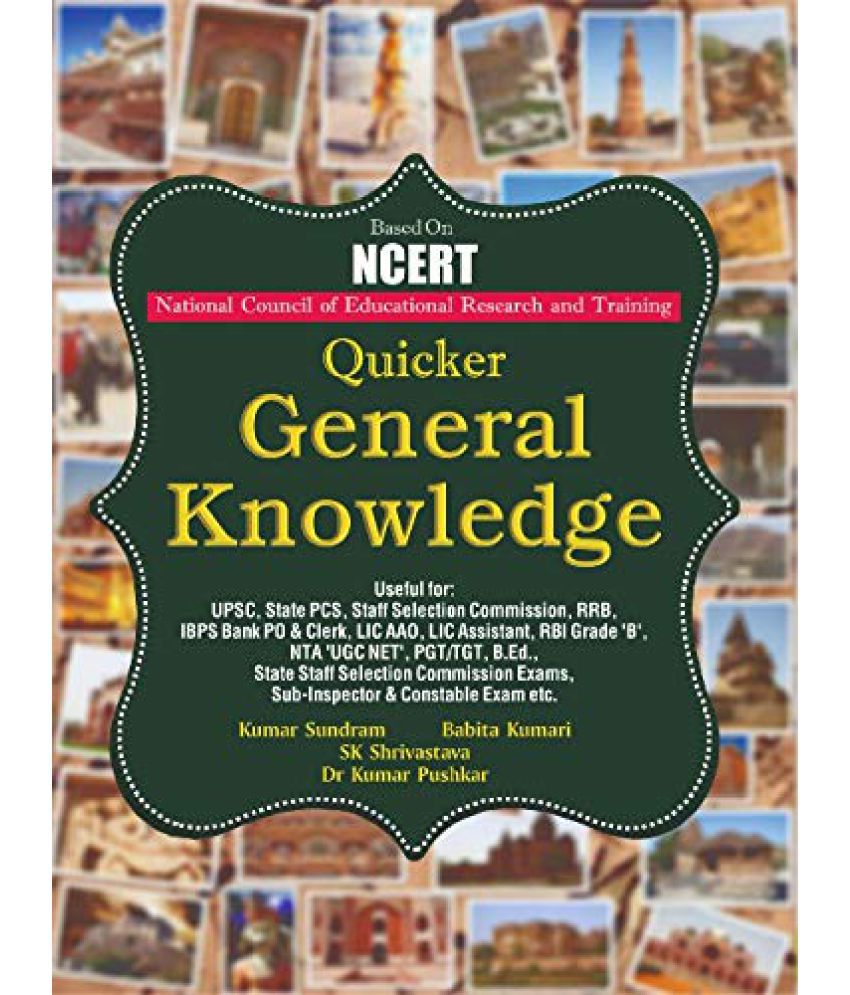 Based On
NCERT
National Council of Educational Research and Training
Quicker
General
Knowledge
Useful for:
UPSC, State PCS, Staff Selection Commission, RRB,
IBPS Bank PO & Clerk, LIC AAO, LIC Assistant, RBI Grade 'B',
NTA 'UGC NET', PGT/TGT, B.Ed.,
State Staff Selection Commission Exams,
Sub-Inspector & Constable Exam etc.
Kumar Sundram Babita Kumari
SK Shrivastava
Dr Kumar Pushkar